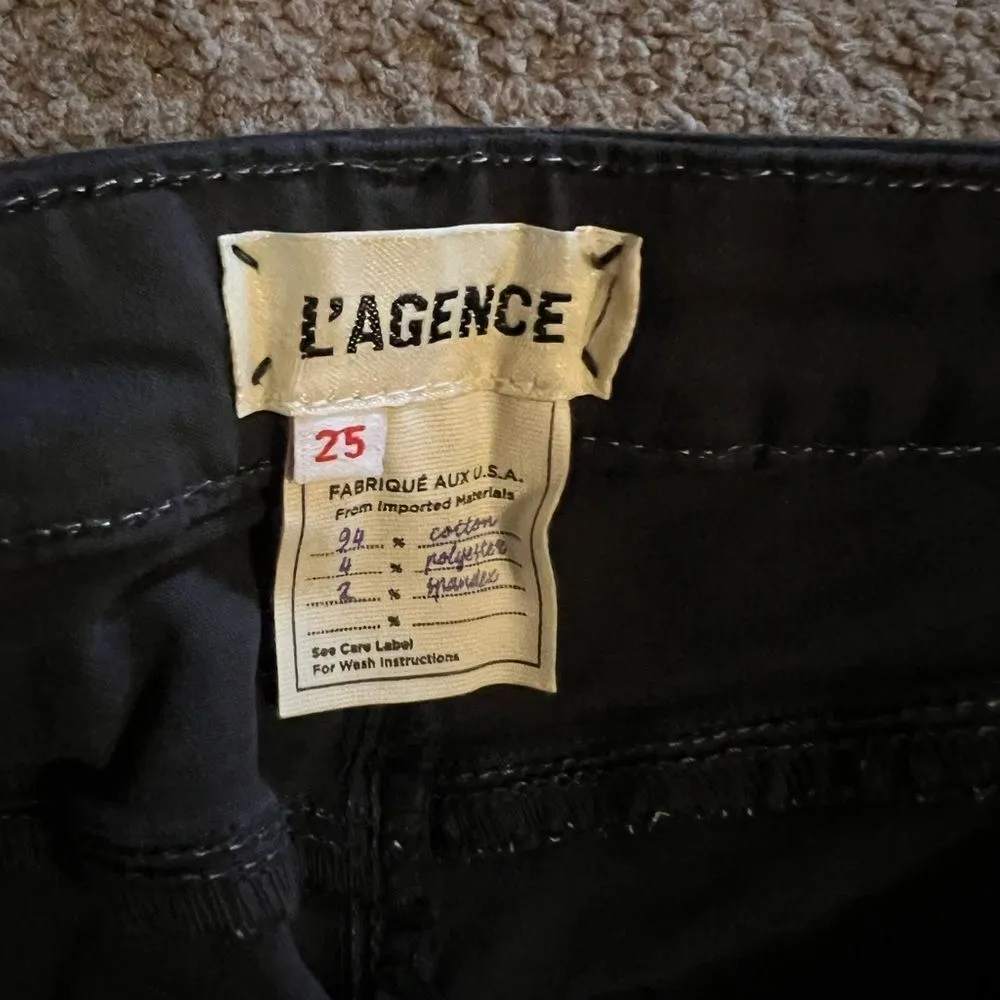 L'AGENCE
25
FABRIQUÉ AUX U.S.A.
From Imported Materials
94 % cotton
4 % polyester
2 % spandex
%
See Care Label
For Wash Instructions